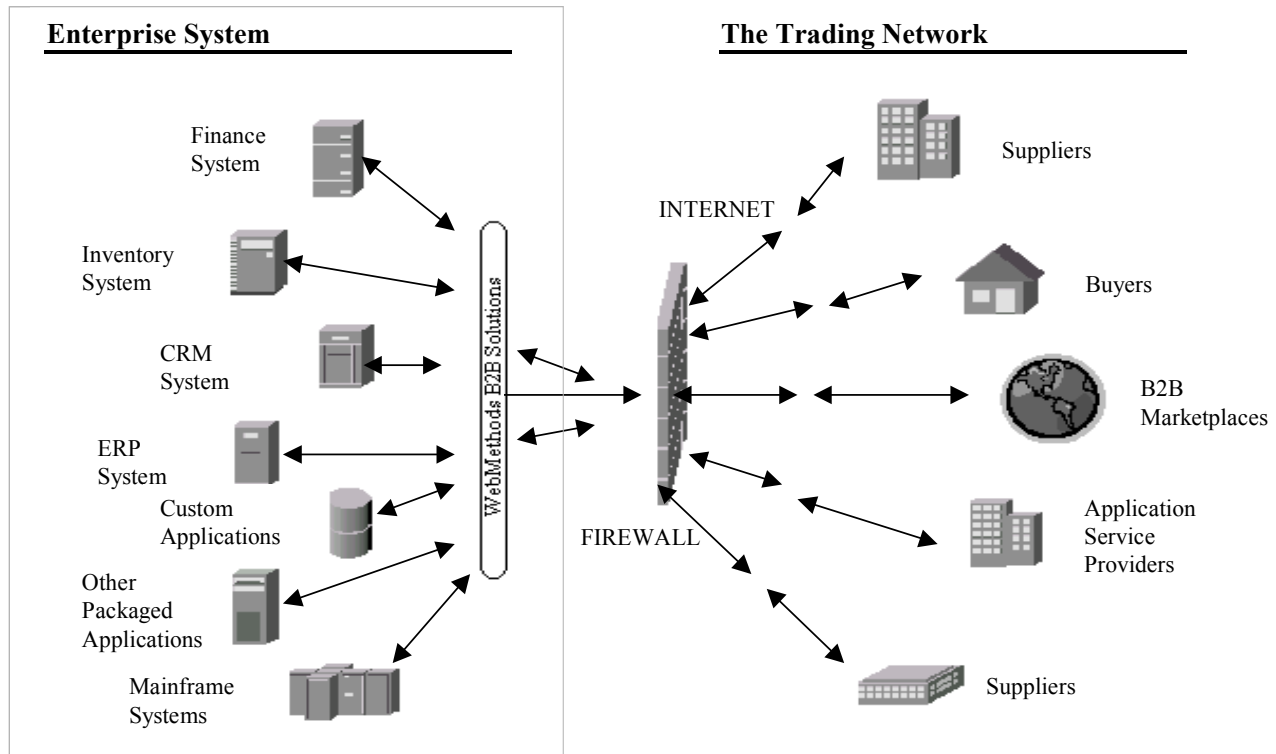 Enterprise System
The Trading Network
Finance
System
Inventory
System
CRM
System
ERP
System
Custom
Applications
Other
Packaged
Applications
Mainframe
Systems
WebMethods B2B Solutions
INTERNET
FIREWALL
Suppliers
Buyers
B2B
Marketplaces
Application
Service
Providers
Suppliers